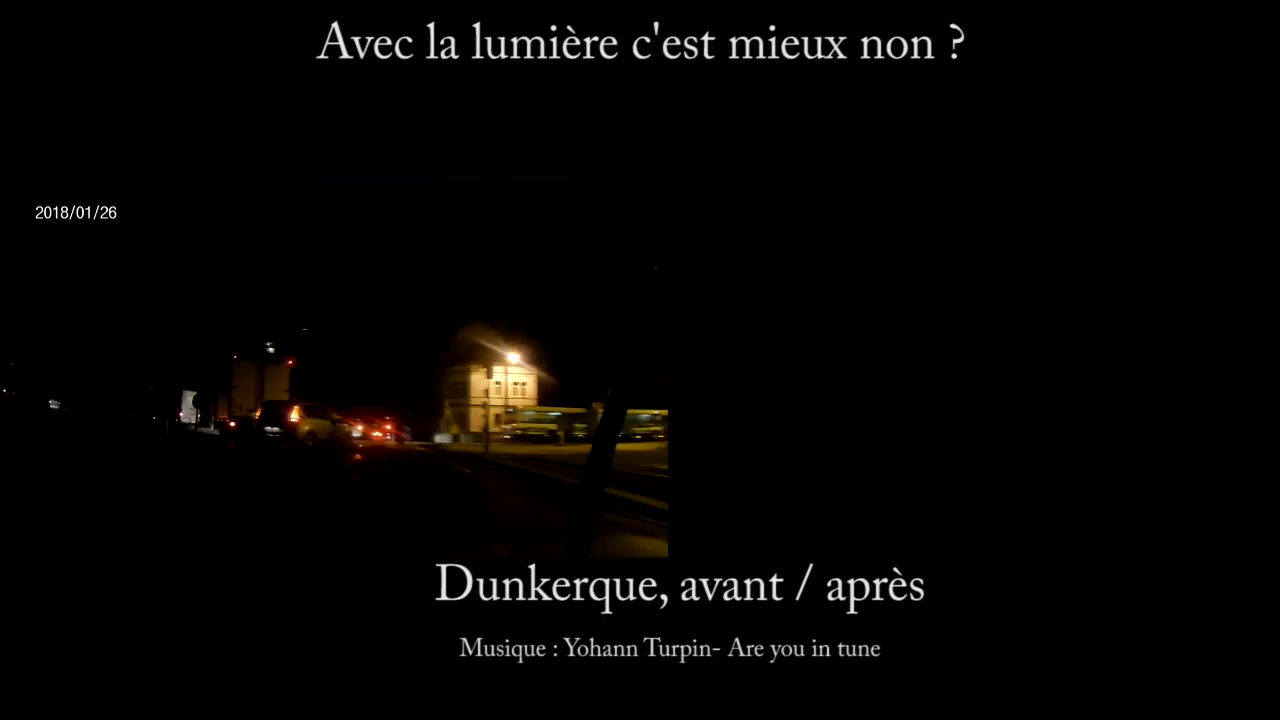 Avec la lumière c'est mieux non ?
2018/01/26
Dunkerque, avant / après
Musique : Yohann Turpin- Are you in tune